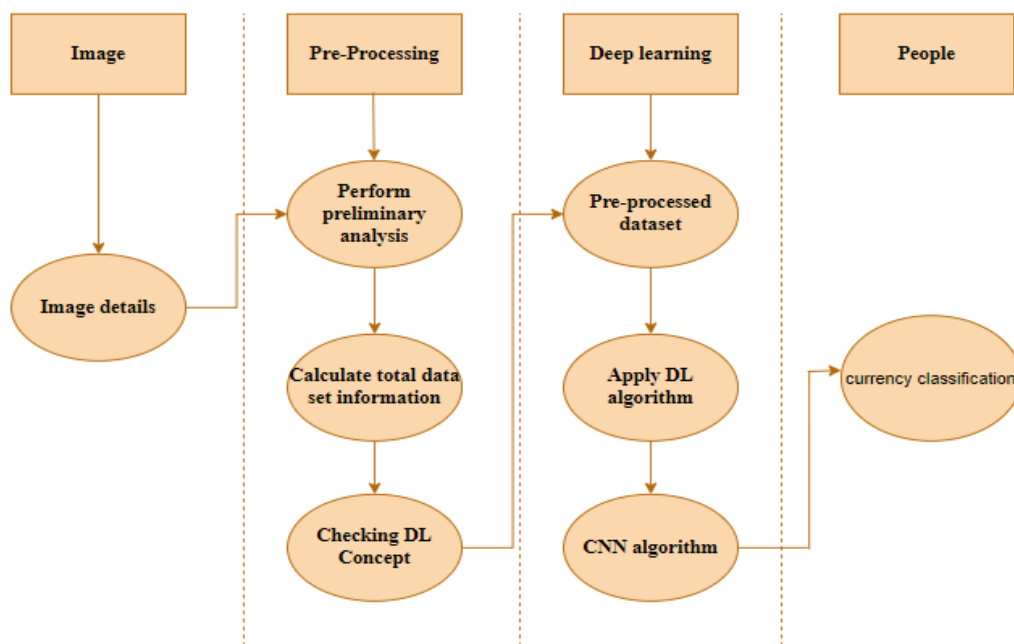 Image
Pre-Processing
Deep learning
People
Perform
preliminary
analysis
Pre-processed
dataset
Image details
Calculate total data
set information
Apply DL
algorithm
currency classification
Checking DL
Concept
CNN algorithm